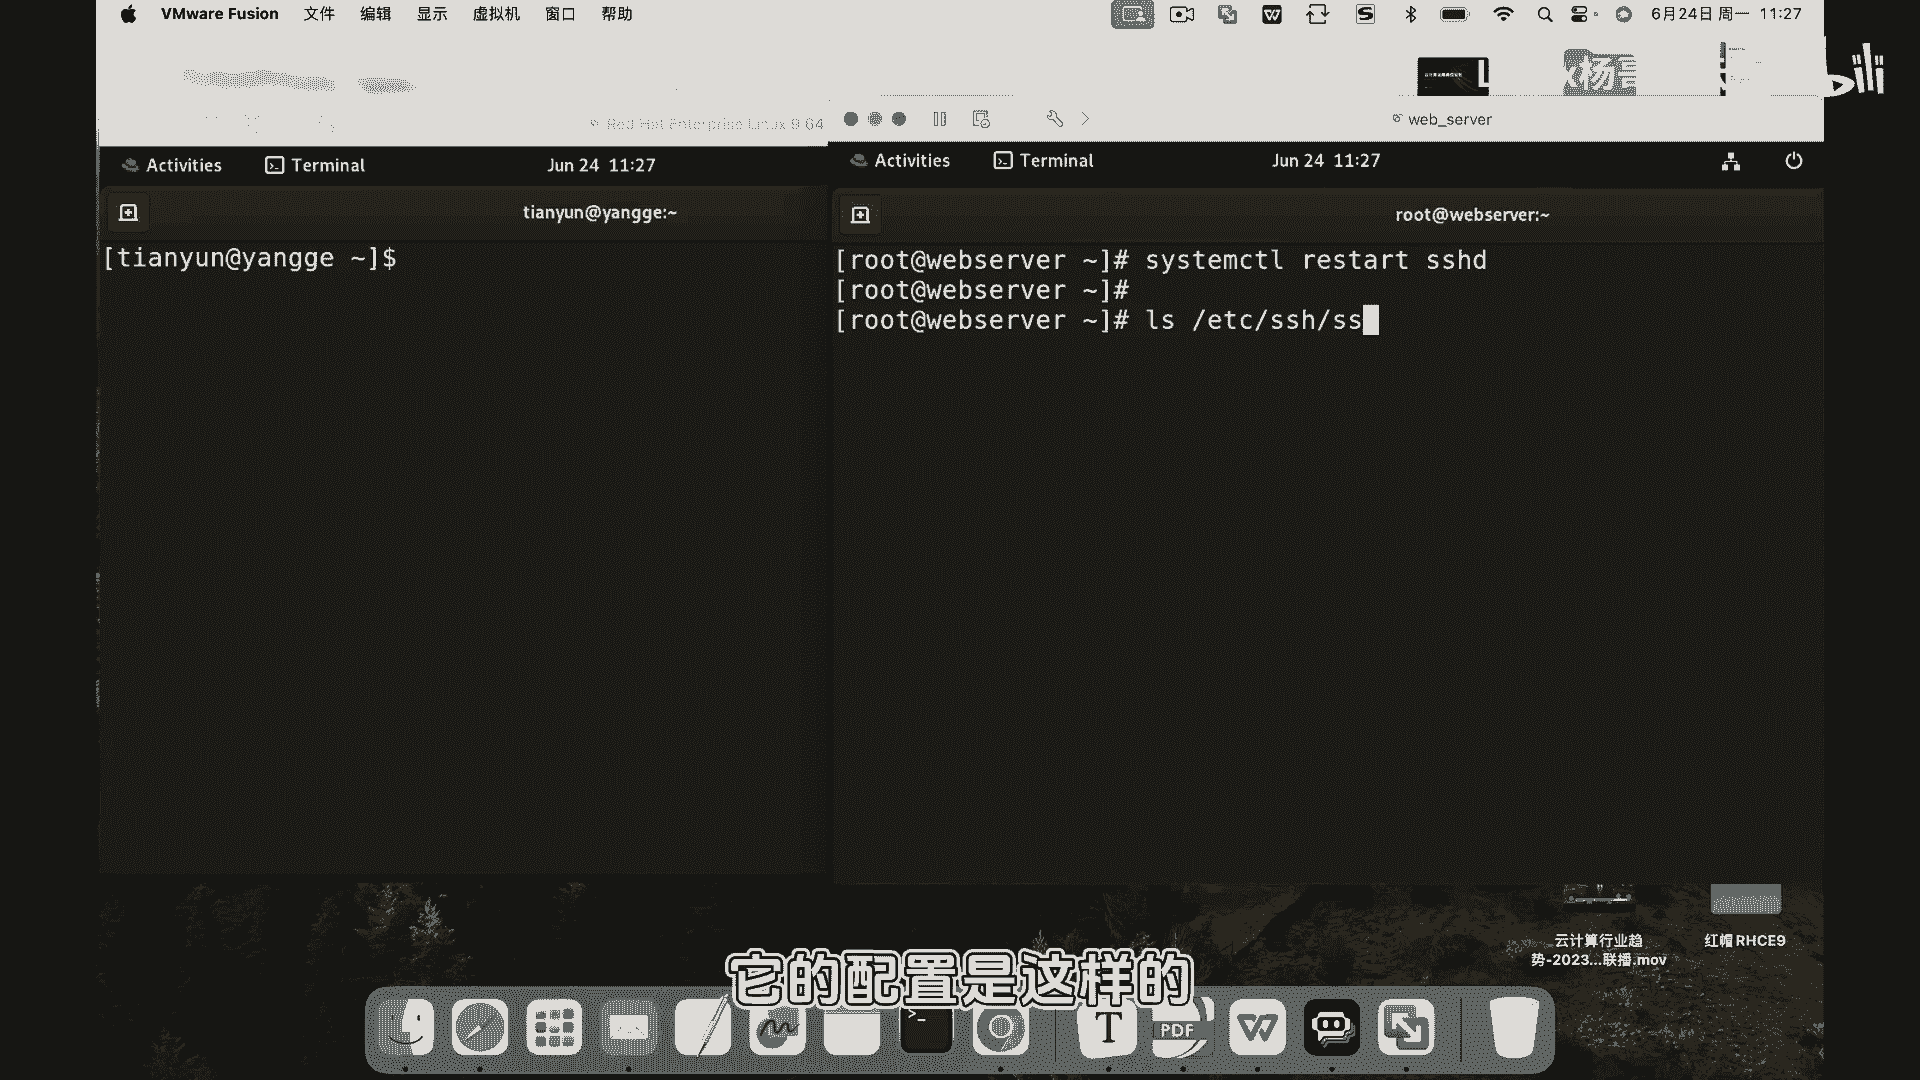 VMware Fusion 文件 编辑 显示 虚拟机 窗口 帮助 6月24日 周一 11:27
bili
Red Hat Enterprise Linux 9 64
web_server
Activities Terminal Jun 24 11:27
Activities Terminal Jun 24 11:27
tianyun@yangge:~
root@webserver:~
[tianyun@yangge ~]$
[root@webserver ~]# systemctl restart sshd
[root@webserver ~]#
[root@webserver ~]# ls /etc/ssh/ss
云计算行业趋
势-2023...联播.mov
红帽 RHCE9
它的配置是这样的
T
PDF